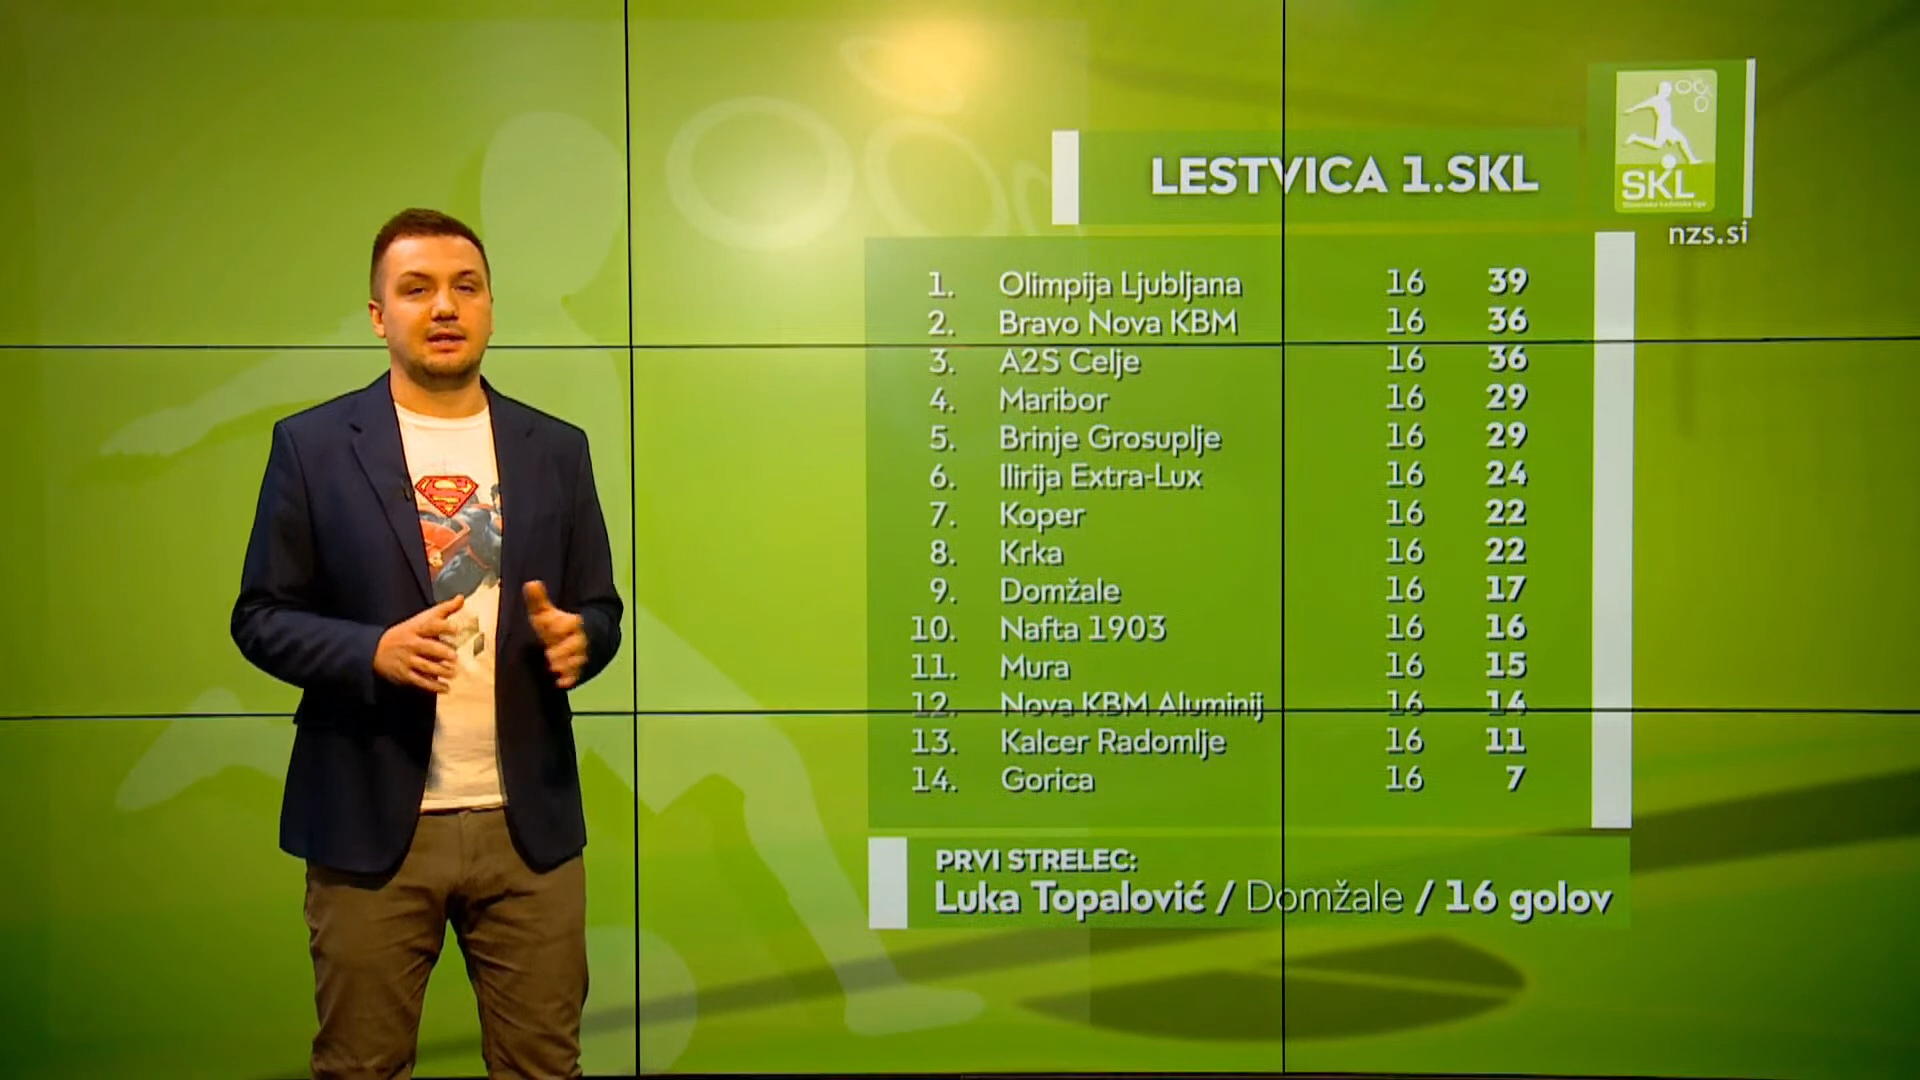 LESTVICA 1.SKL
SKL
nzs.si
1. Olimpija Ljubljana 16 39
2. Bravo Nova KBM 16 36
3. A2S Celje 16 36
4. Maribor 16 29
5. Brinje Grosuplje 16 29
6. Ilirija Extra-Lux 16 24
7. Koper 16 22
8. Krka 16 22
9. Domžale 16 17
10. Nafta 1903 16 16
11. Mura 16 15
12. Nova KBM Aluminij 16 14
13. Kalcer Radomlje 16 11
14. Gorica 16 7
PRVI STRELEC:
Luka Topalović / Domžale / 16 golov